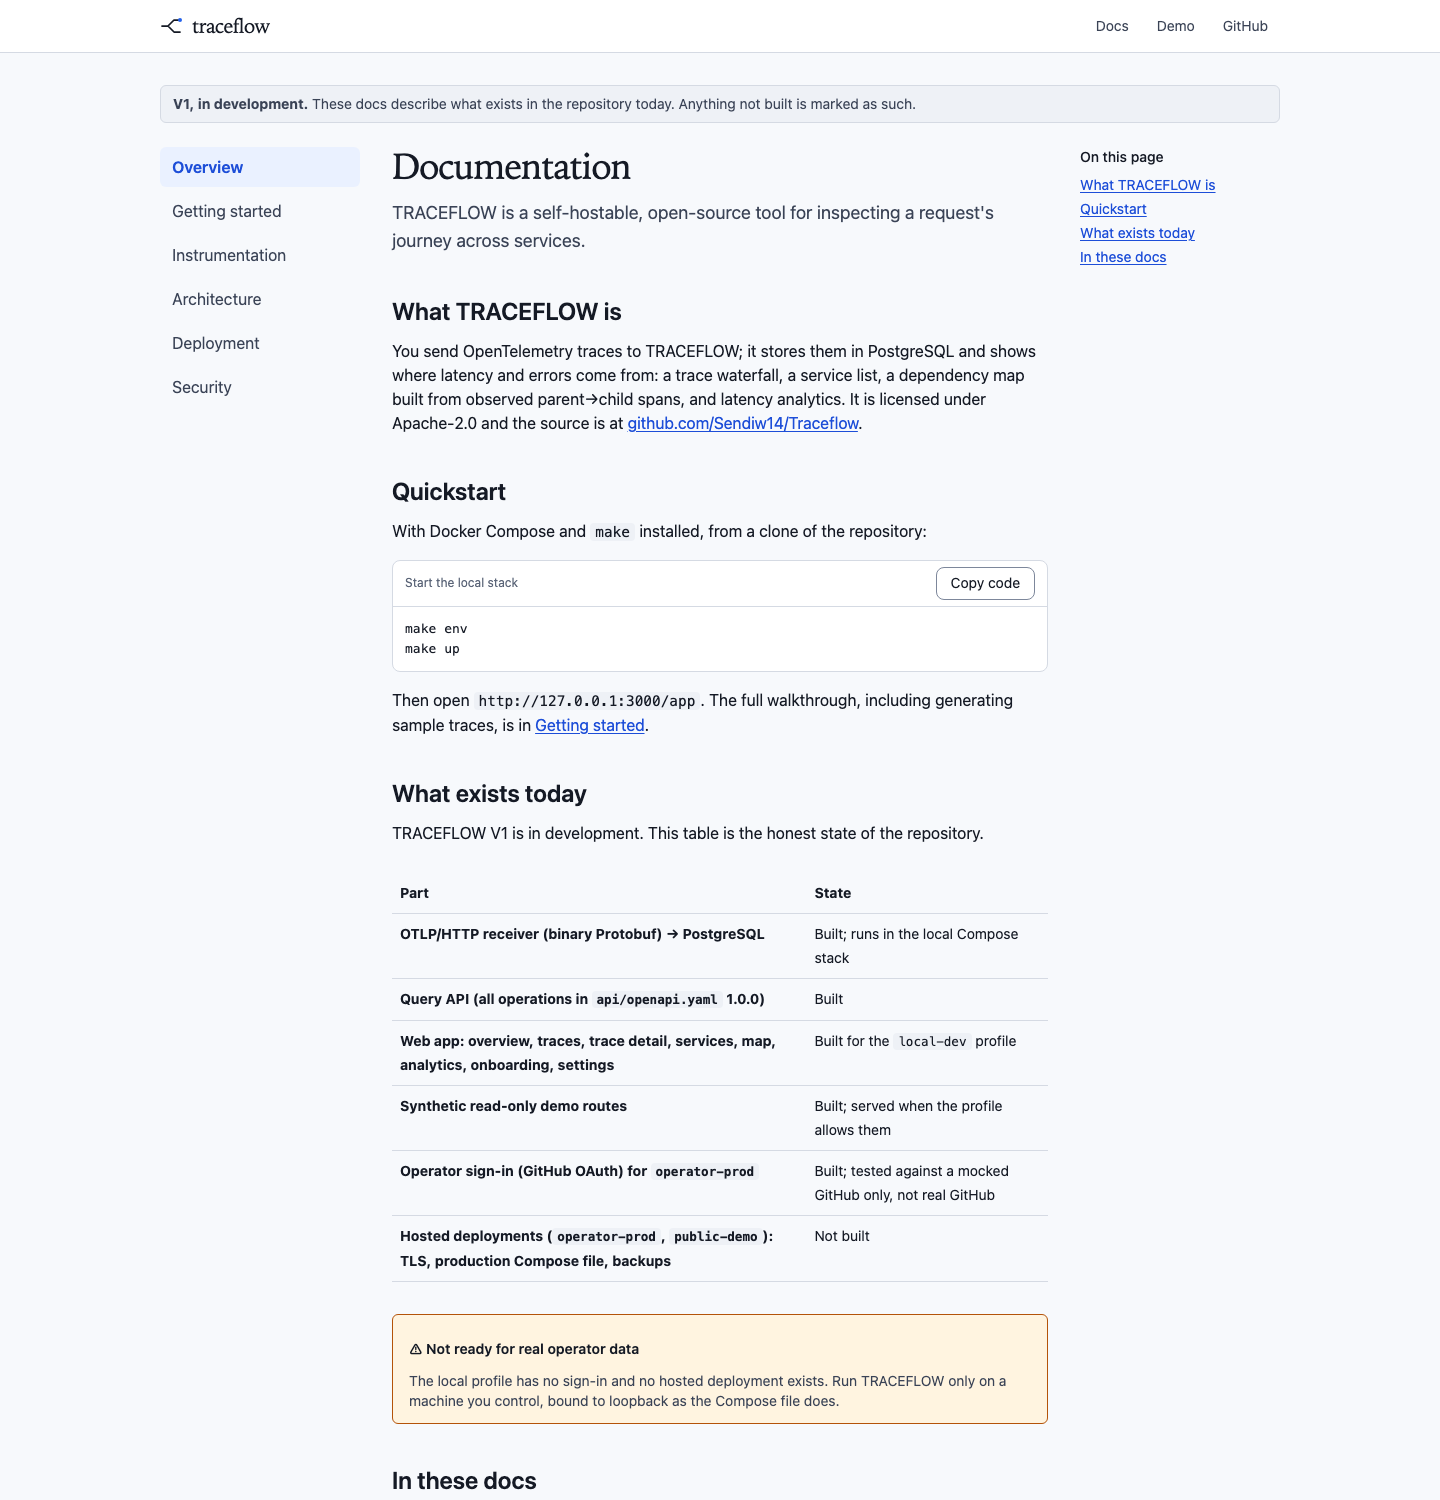 traceflow
Docs
Demo
GitHub
V1, in development. These docs describe what exists in the repository today. Anything not built is marked as such.
Overview
Getting started
Instrumentation
Architecture
Deployment
Security
Documentation
TRACEFLOW is a self-hostable, open-source tool for inspecting a request's
journey across services.
What TRACEFLOW is
You send OpenTelemetry traces to TRACEFLOW; it stores them in PostgreSQL and shows
where latency and errors come from: a trace waterfall, a service list, a dependency map
built from observed parent→child spans, and latency analytics. It is licensed under
Apache-2.0 and the source is at github.com/Sendiw14/Traceflow.
Quickstart
With Docker Compose and make installed, from a clone of the repository:
Start the local stack
Copy code
make env
make up
Then open http://127.0.0.1:3000/app. The full walkthrough, including generating
sample traces, is in Getting started.
What exists today
TRACEFLOW V1 is in development. This table is the honest state of the repository.
Part
State
OTLP/HTTP receiver (binary Protobuf) → PostgreSQL
Built; runs in the local Compose
stack
Query API (all operations in api/openapi.yaml 1.0.0)
Built
Web app: overview, traces, trace detail, services, map,
analytics, onboarding, settings
Built for the local-dev profile
Synthetic read-only demo routes
Built; served when the profile
allows them
Operator sign-in (GitHub OAuth) for operator-prod
Built; tested against a mocked
GitHub only, not real GitHub
Hosted deployments (operator-prod, public-demo):
TLS, production Compose file, backups
Not built
⚠ Not ready for real operator data
The local profile has no sign-in and no hosted deployment exists. Run TRACEFLOW only on a
machine you control, bound to loopback as the Compose file does.
In these docs
On this page
What TRACEFLOW is
Quickstart
What exists today
In these docs